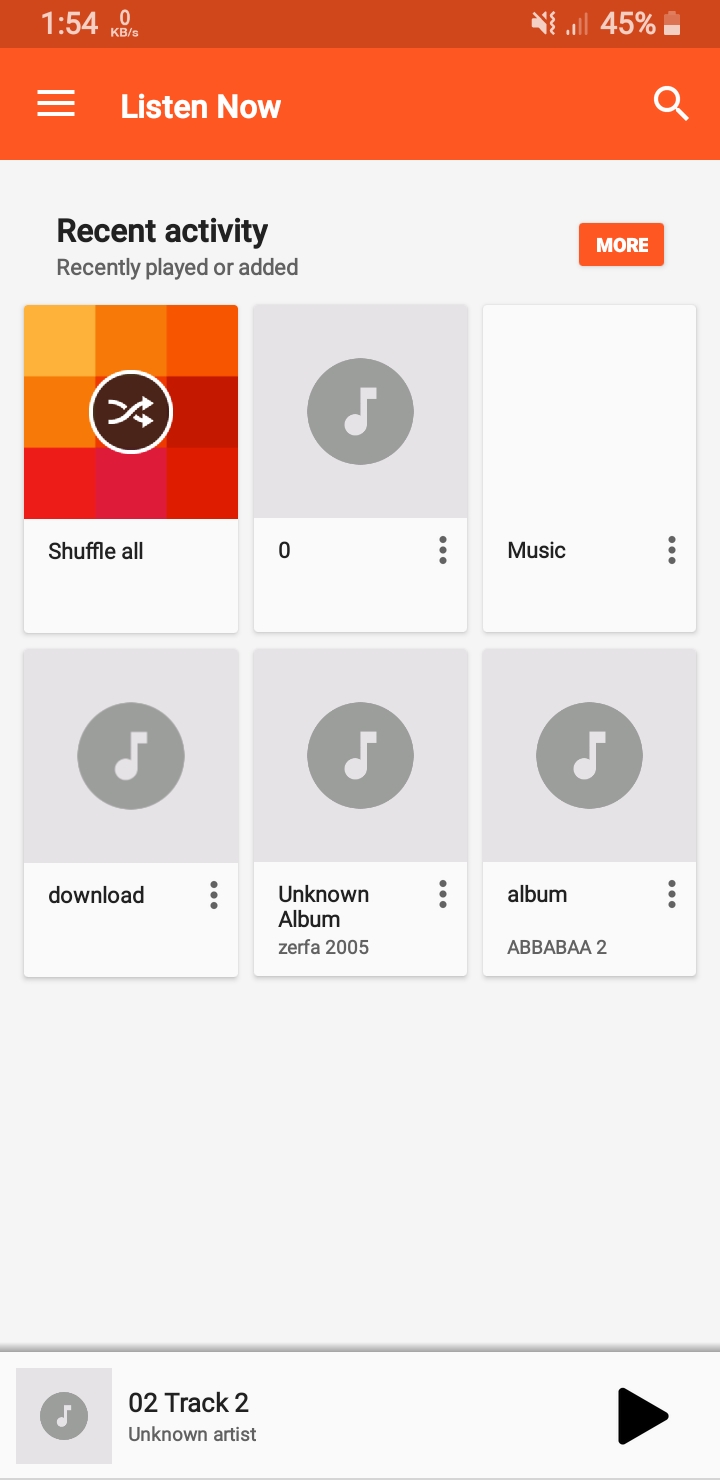 1:54 0 KB/s 45%
Listen Now
Recent activity
Recently played or added
MORE
Shuffle all
0
Music
download
Unknown
Album
zerfa 2005
album
ABBABAA 2
02 Track 2
Unknown artist